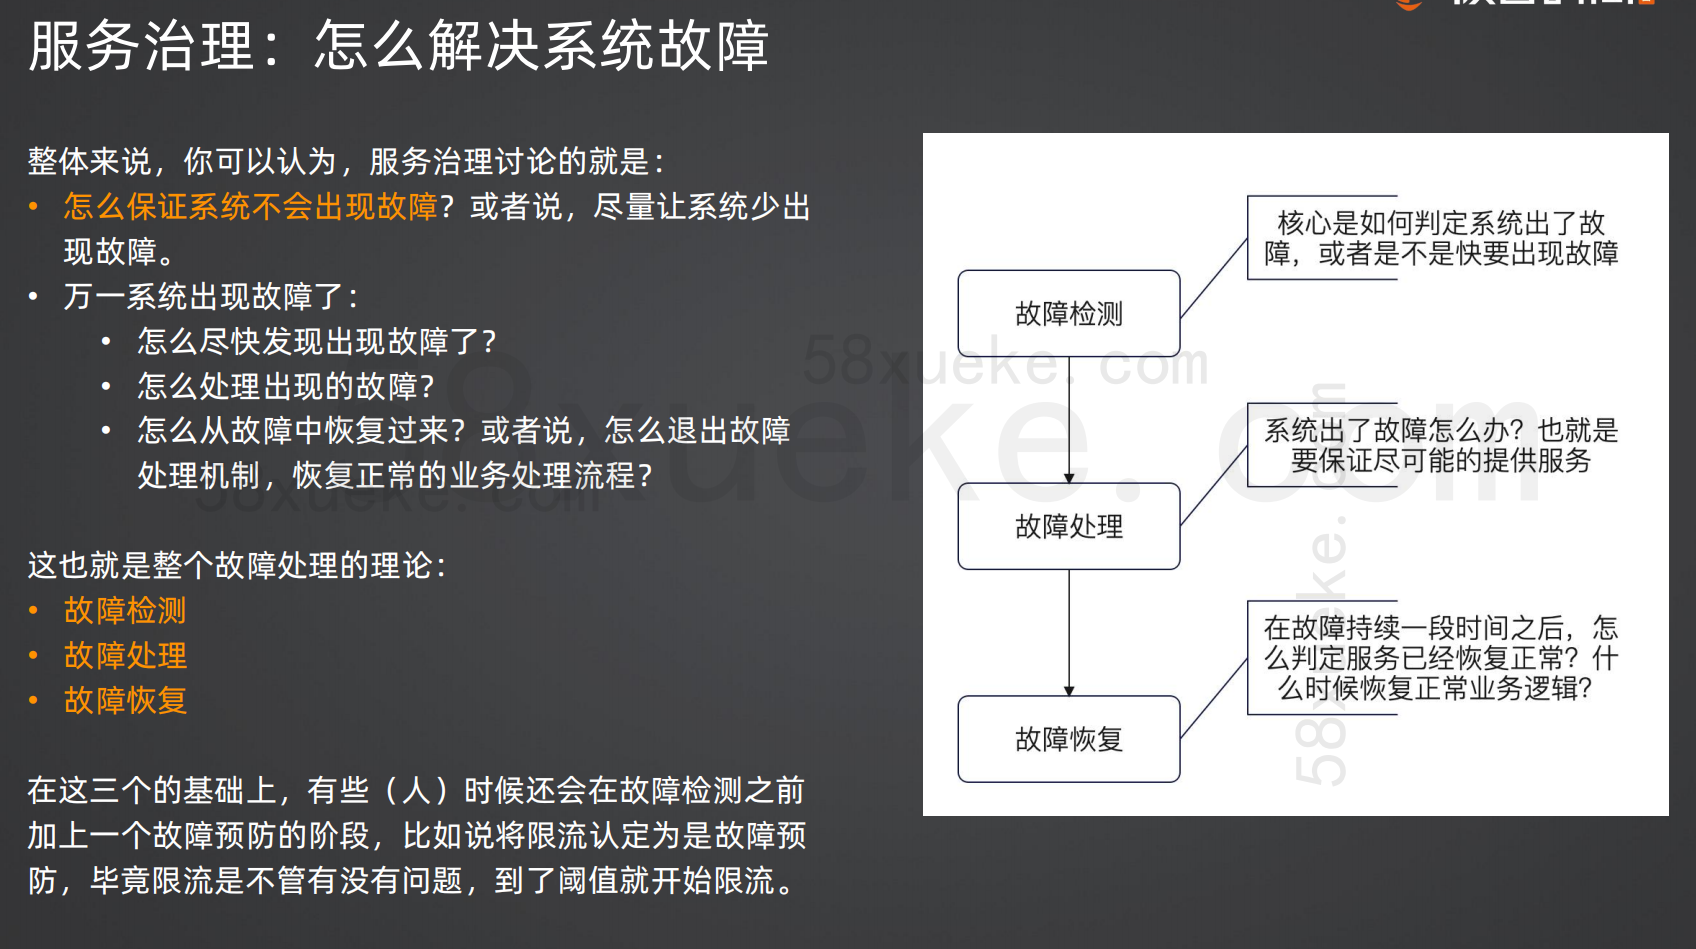 服务治理：怎么解决系统故障
整体来说，你可以认为，服务治理讨论的就是：
• 怎么保证系统不会出现故障？或者说，尽量让系统少出
现故障。
• 万一系统出现故障了：
• 怎么尽快发现出现故障了？
• 怎么处理出现的故障？
• 怎么从故障中恢复过来？或者说，怎么退出故障
处理机制，恢复正常的业务处理流程？
这也就是整个故障处理的理论：
• 故障检测
• 故障处理
• 故障恢复
在这三个的基础上，有些（人）时候还会在故障检测之前
加上一个故障预防的阶段，比如说将限流认定为是故障预
防，毕竟限流是不管有没有问题，到了阈值就开始限流。
核心是如何判定系统出了故
障，或者是不是快要出现故障
故障检测
系统出了故障怎么办？也就是
要保证尽可能的提供服务
故障处理
在故障持续一段时间之后，怎
么判定服务已经恢复正常？什
么时候恢复正常业务逻辑？
故障恢复
58xueke.com
58xueke.com
58xueke.com
58xueke.com